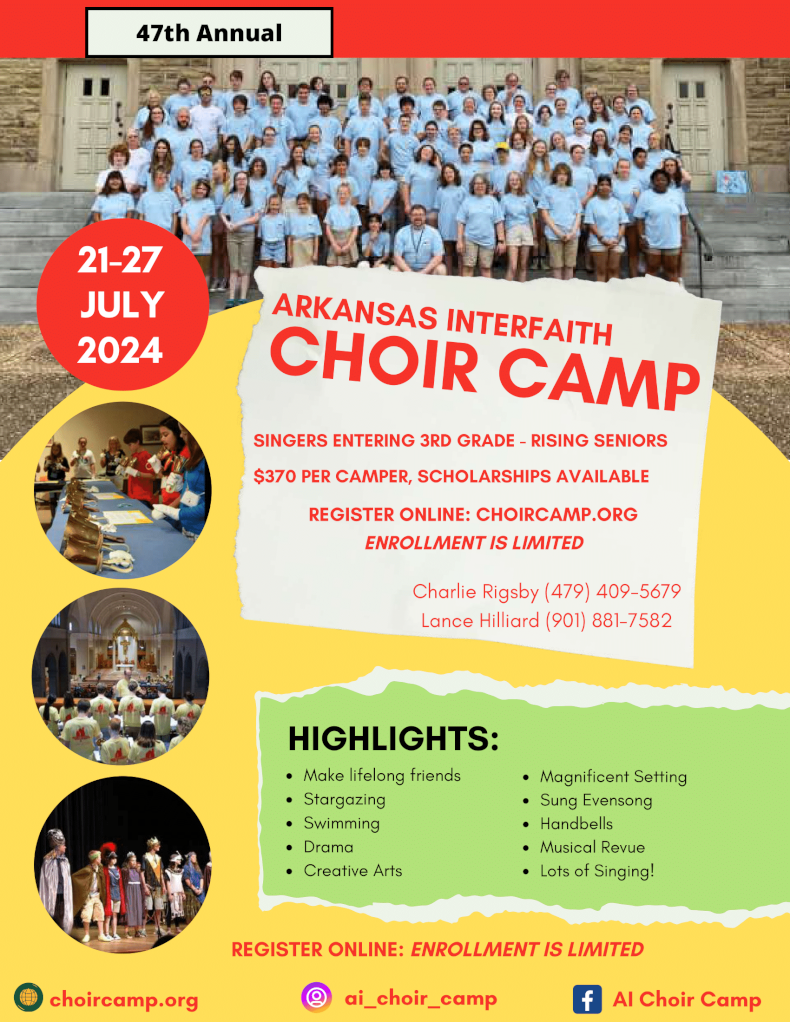 47th Annual
21-27
JULY
2024
ARKANSAS INTERFAITH
CHOIR CAMP
SINGERS ENTERING 3RD GRADE - RISING SENIORS
$370 PER CAMPER, SCHOLARSHIPS AVAILABLE
REGISTER ONLINE: CHOIRCAMP.ORG
ENROLLMENT IS LIMITED
Charlie Rigsby (479) 409-5679
Lance Hilliard (901) 881-7582
HIGHLIGHTS:
• Make lifelong friends
• Stargazing
• Swimming
• Drama
• Creative Arts
• Magnificent Setting
• Sung Evensong
• Handbells
• Musical Revue
• Lots of Singing!
REGISTER ONLINE: ENROLLMENT IS LIMITED
choircamp.org
ai_choir_camp
AI Choir Camp